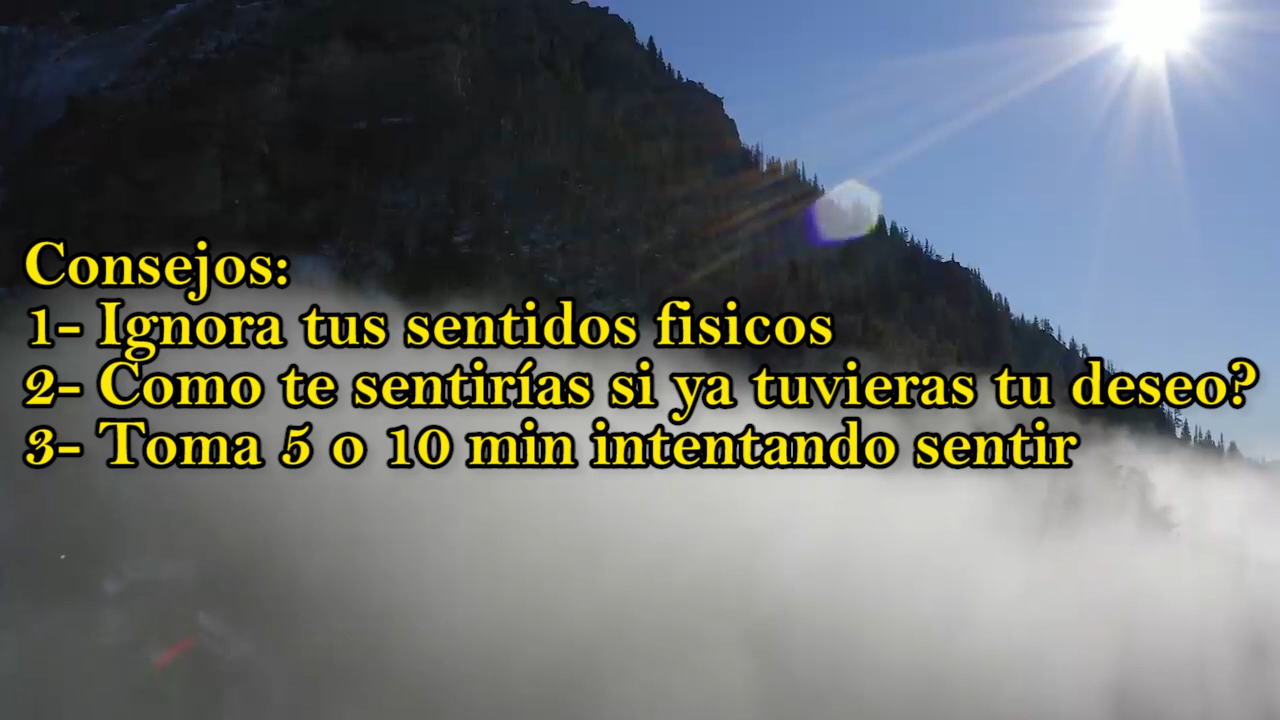 Consejos:
1- Ignora tus sentidos fisicos
2- Como te sentirías si ya tuvieras tu deseo?
3- Toma 5 o 10 min intentando sentir